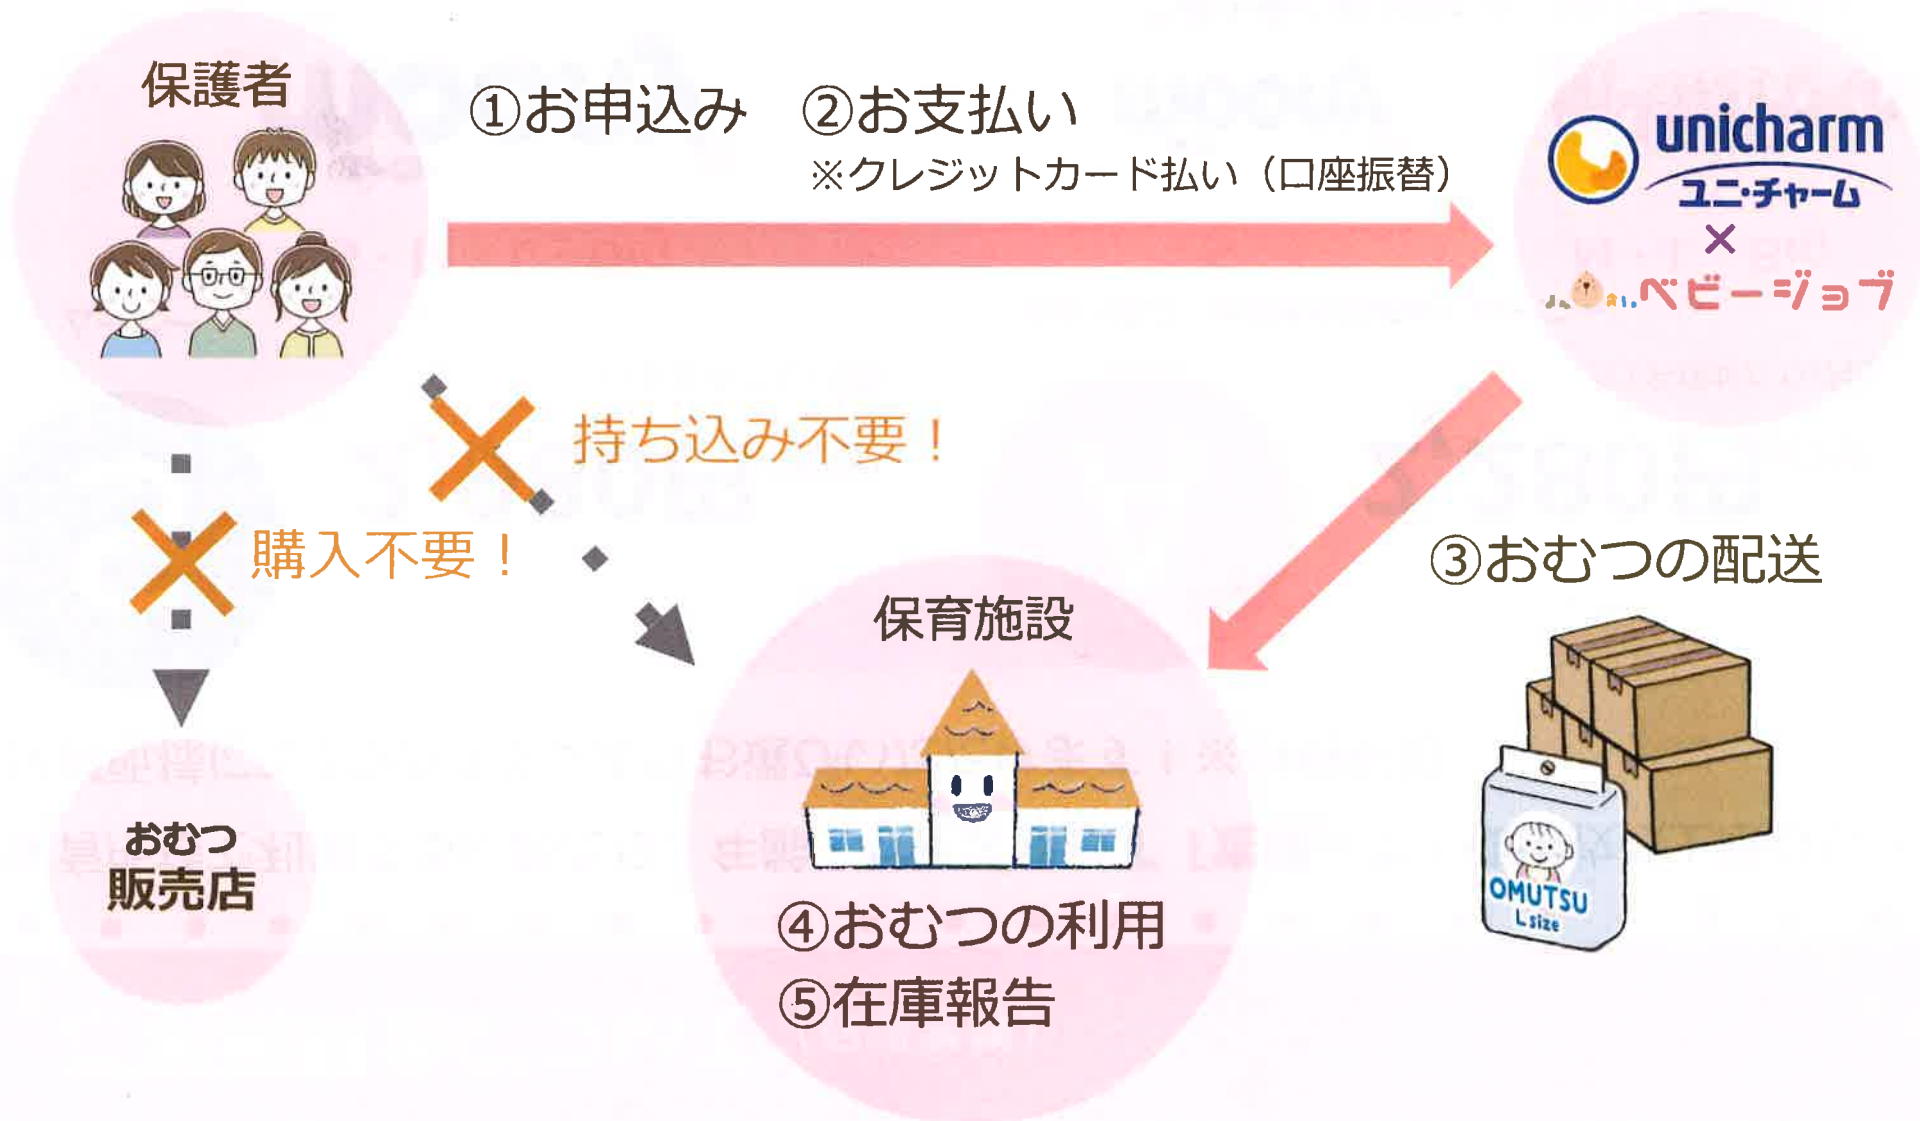 保護者
①お申込み　②お支払い
※クレジットカード払い（口座振替）
unicharm
ユニ・チャーム
×
ベビージョブ
持ち込み不要！
購入不要！
③おむつの配送
保育施設
おむつ
販売店
OMUTSU
L size
④おむつの利用
⑤在庫報告